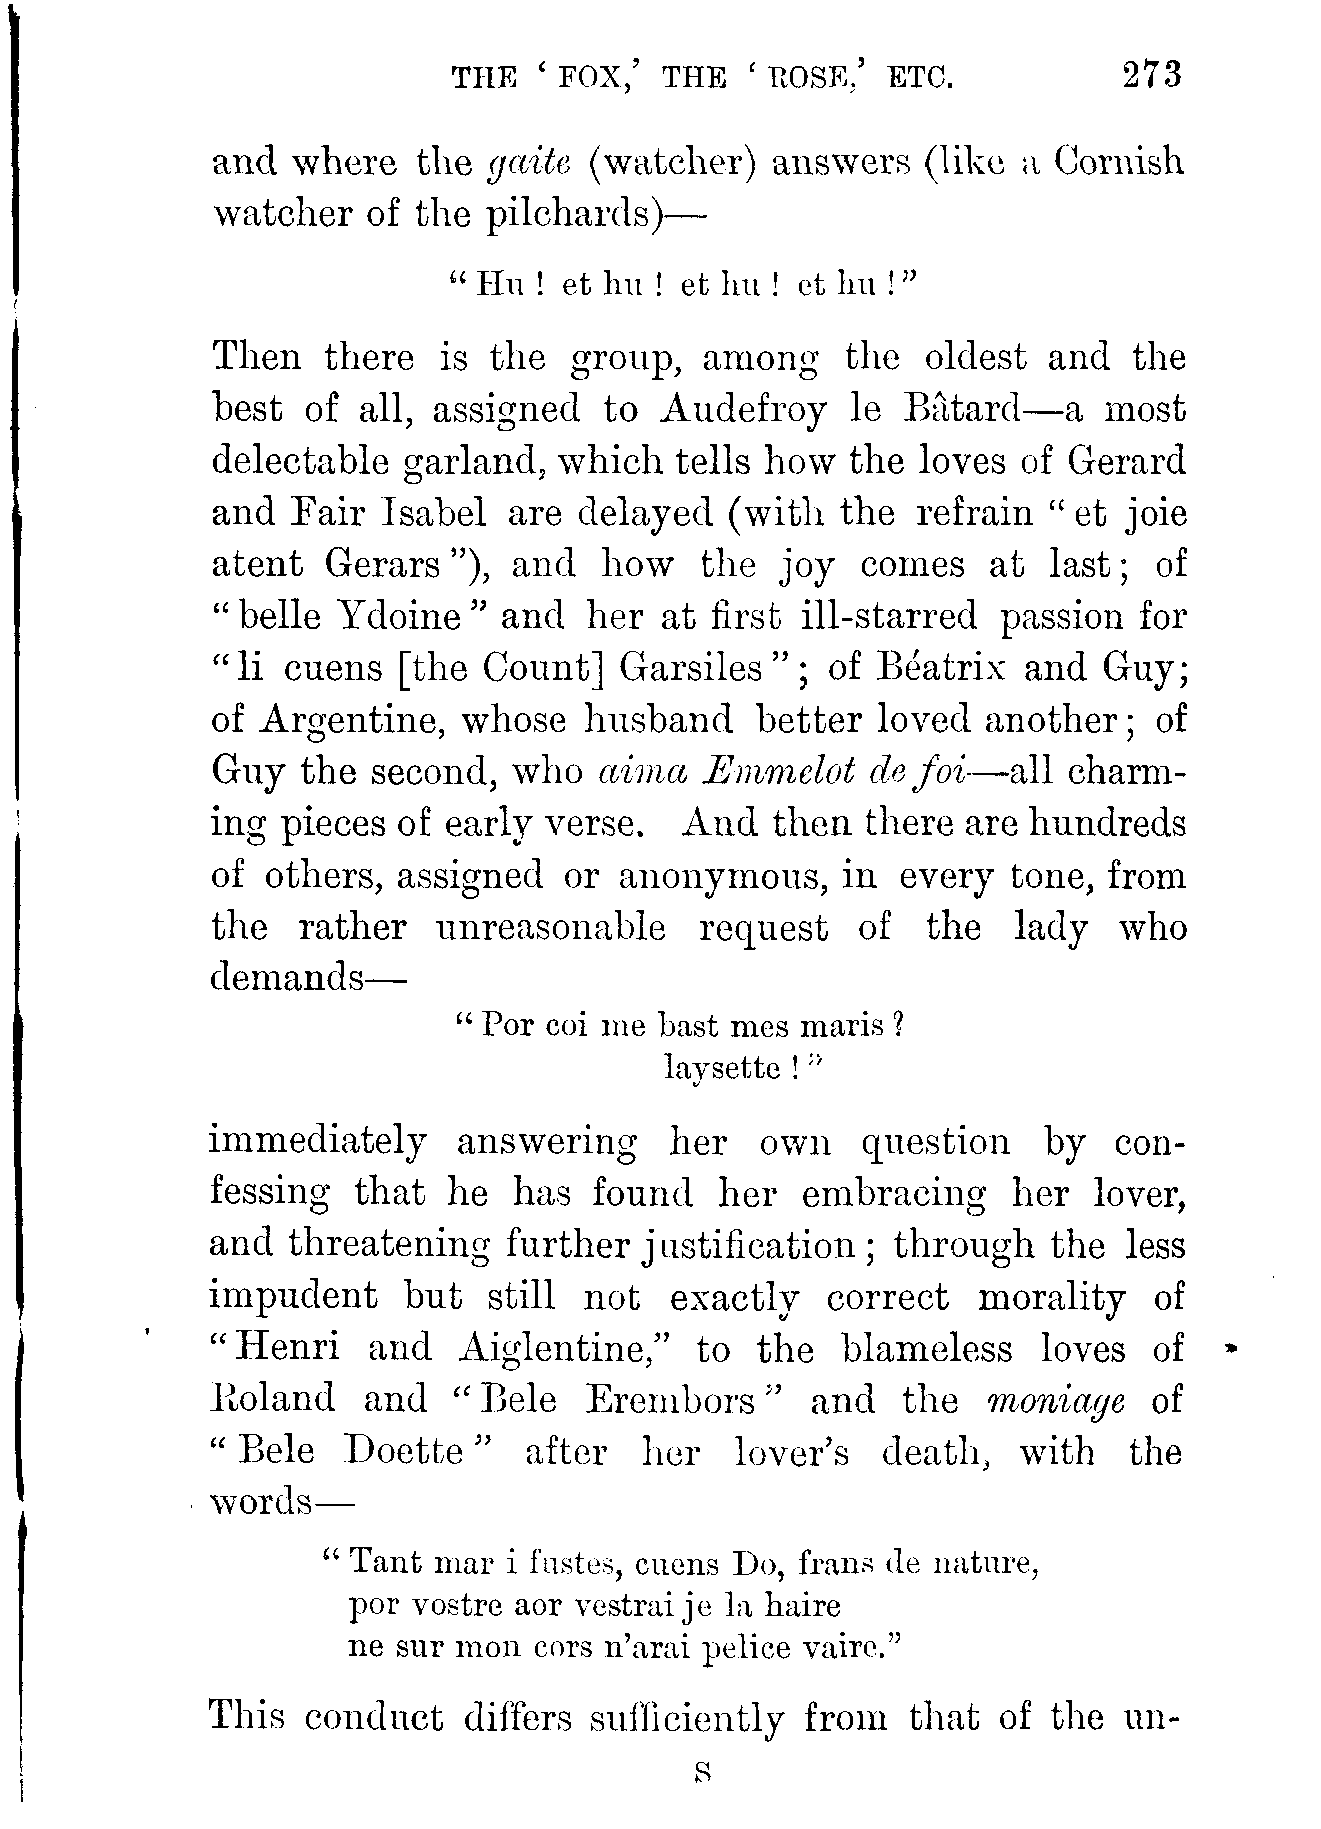 THE ‘FOX,’ THE ‘ROSE,’ ETC. 273
and where the gaite (watcher) answers (like a Cornish
watcher of the pilchards)—
“Hu ! et hu ! et hu ! et hu !”
Then there is the group, among the oldest and the
best of all, assigned to Audefroy le Bâtard—a most
delectable garland, which tells how the loves of Gerard
and Fair Isabel are delayed (with the refrain “et joie
atent Gerars”), and how the joy comes at last; of
“belle Ydoine” and her at first ill-starred passion for
“li cuens [the Count] Garsiles”; of Béatrix and Guy;
of Argentine, whose husband better loved another; of
Guy the second, who aima Emmelot de foi—all charm-
ing pieces of early verse. And then there are hundreds
of others, assigned or anonymous, in every tone, from
the rather unreasonable request of the lady who
demands—
“Por coi me bast mes maris ?
laysette !”
immediately answering her own question by con-
fessing that he has found her embracing her lover,
and threatening further justification; through the less
impudent but still not exactly correct morality of
“Henri and Aiglentine,” to the blameless loves of
Roland and “Bele Erembors” and the moniage of
“Bele Doette” after her lover’s death, with the
words—
“Tant mar i fustes, cuens Do, frans de nature,
por vostre aor vestrai je la haire
ne sur mon cors n’arai pelice vaire.”
This conduct differs sufficiently from that of the un-
S